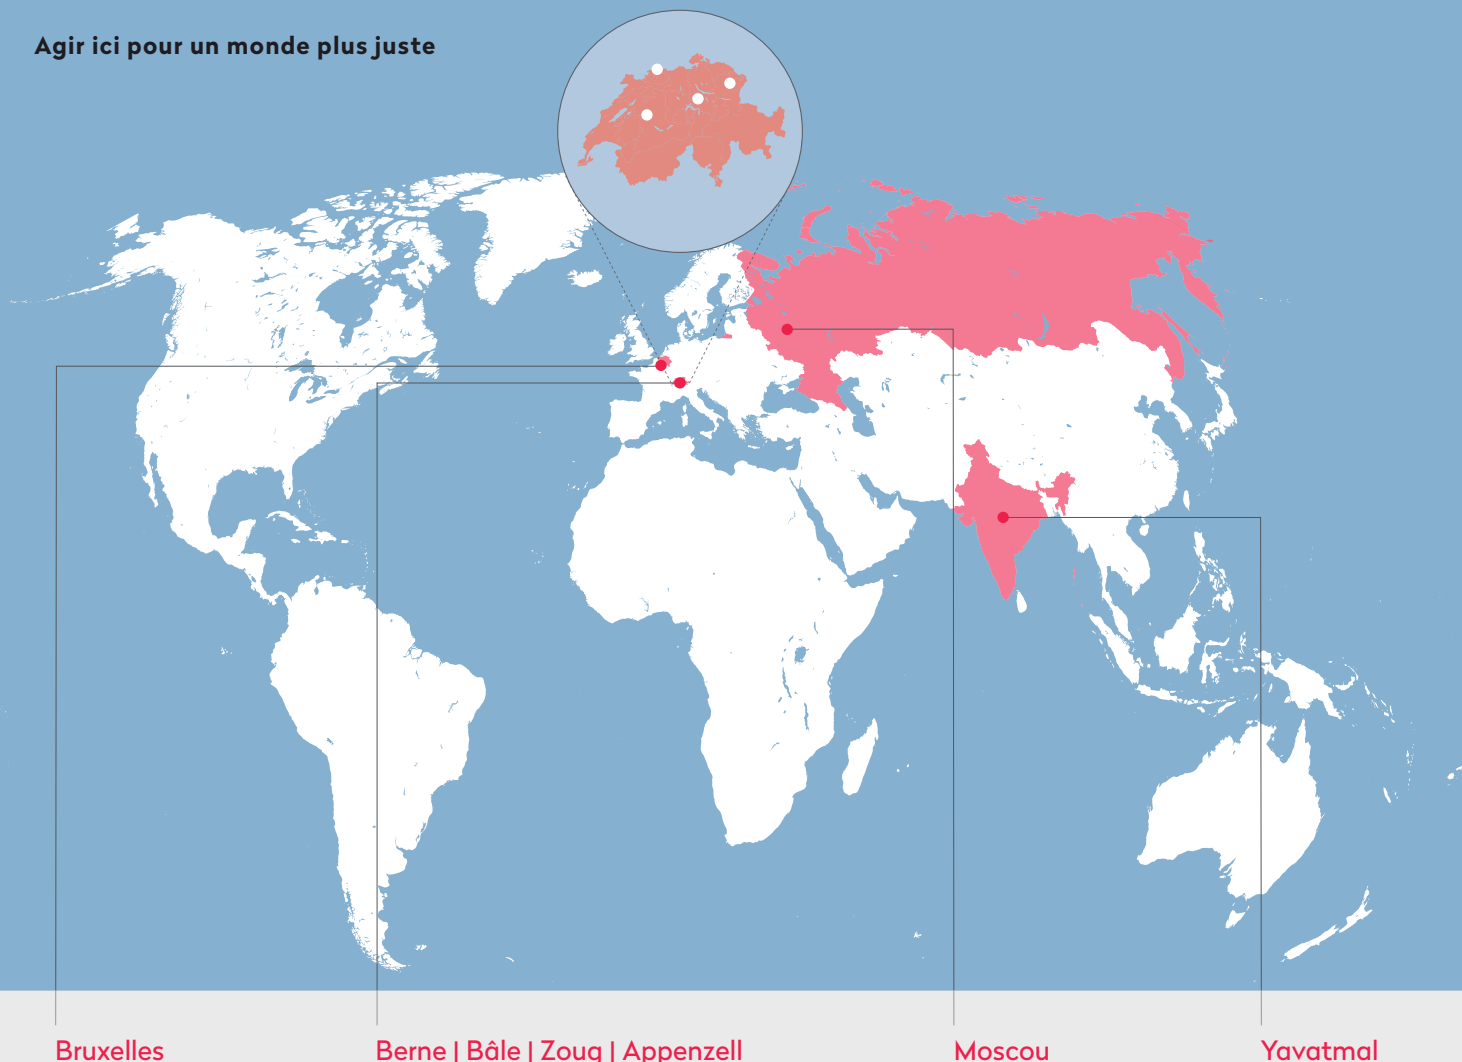 Agir ici pour un monde plus juste
Bruxelles
Berne | Bâle | Zoug | Appenzell
Moscou
Yavatmal